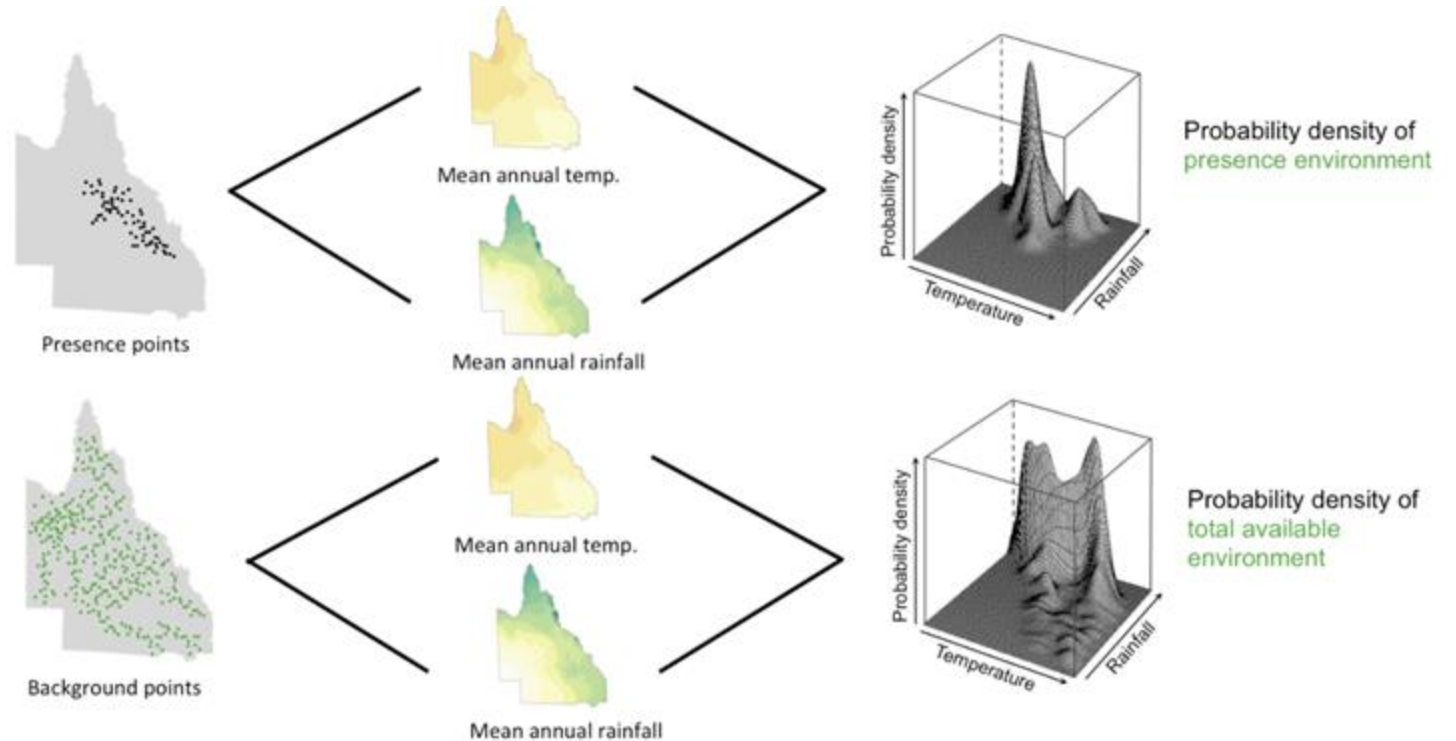 Presence points
Mean annual temp.
Mean annual rainfall
Probability density
Temperature
Rainfall
Probability density of
presence environment
Background points
Mean annual temp.
Mean annual rainfall
Probability density
Temperature
Rainfall
Probability density of
total available
environment